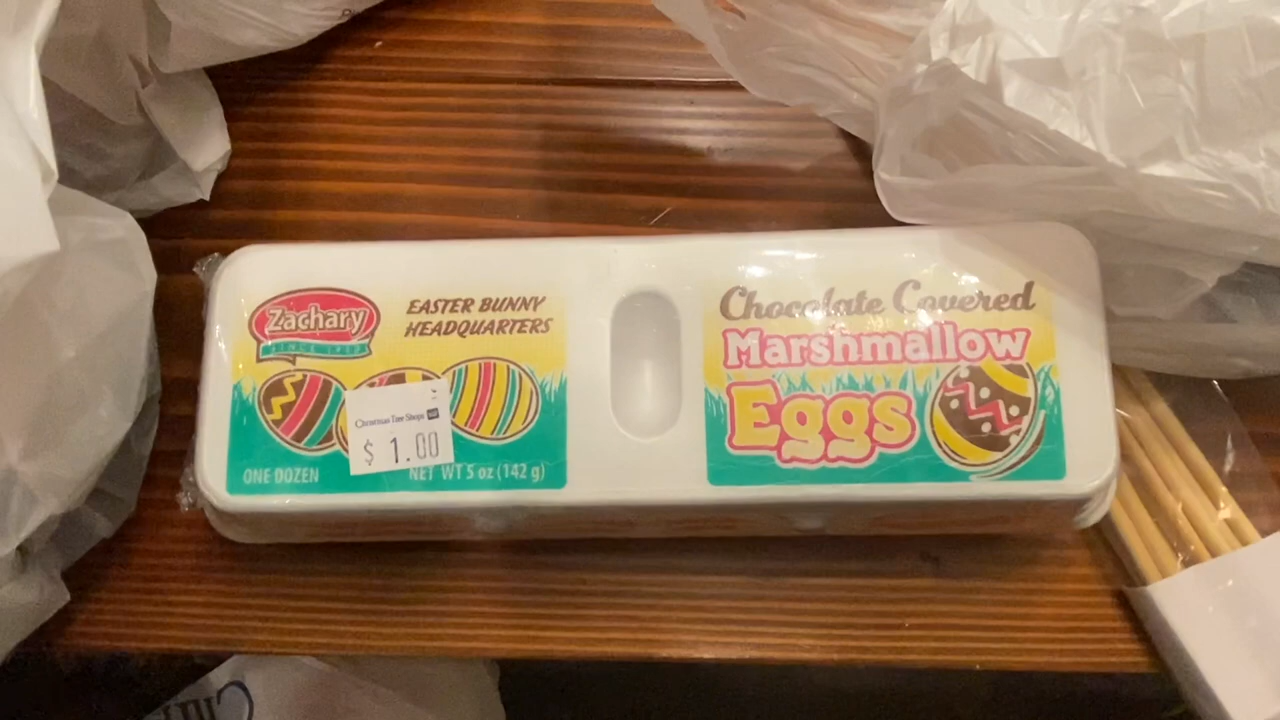 Zachary
EASTER BUNNY
HEADQUARTERS
Christmas Tree Shops
$ 1.00
ONE DOZEN
NET WT 5 oz (142 g)
Chocolate Covered
Marshmallow
Eggs